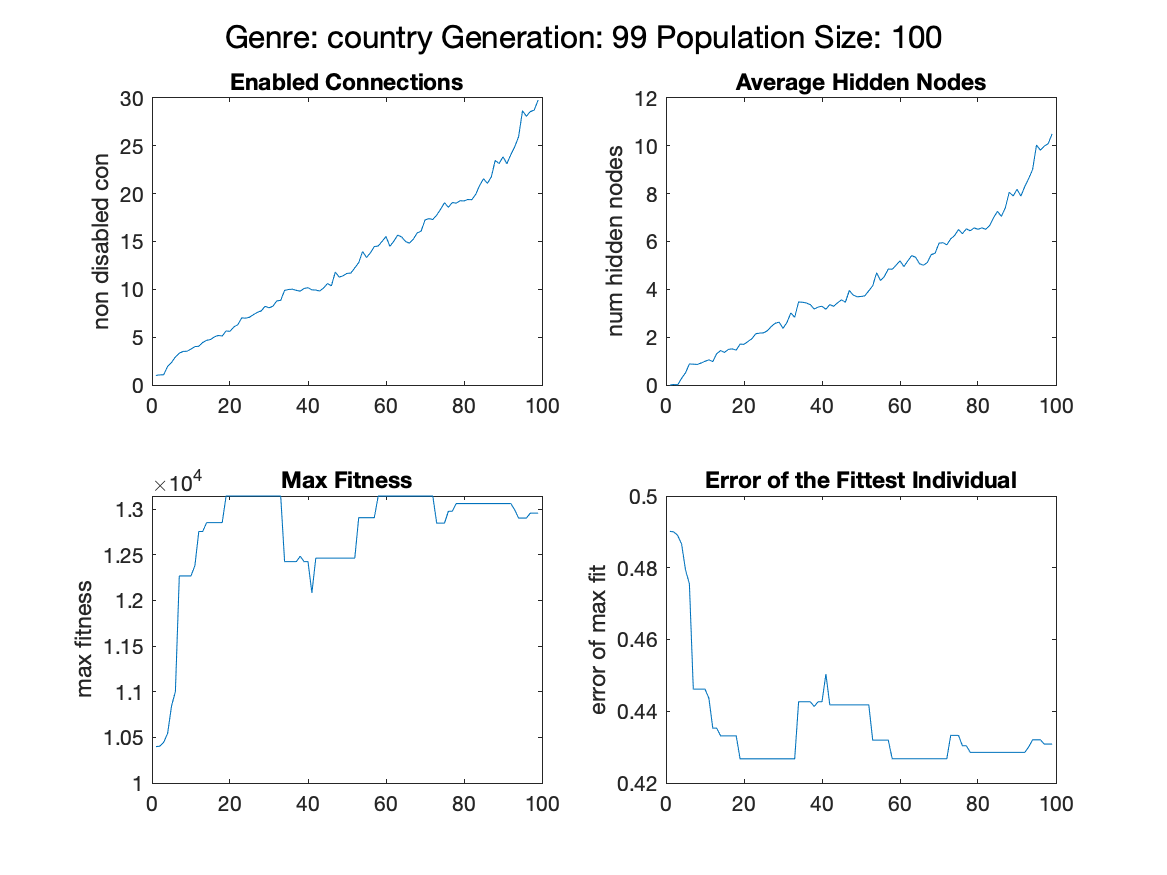 Genre: country Generation: 99 Population Size: 100
Enabled Connections
non disabled con
30
25
20
15
10
5
0
0 20 40 60 80 100
Average Hidden Nodes
num hidden nodes
12
10
8
6
4
2
0
0 20 40 60 80 100
Max Fitness
×10^4
max fitness
1.3
1.25
1.2
1.15
1.1
1.05
1
0 20 40 60 80 100
Error of the Fittest Individual
error of max fit
0.5
0.48
0.46
0.44
0.42
0 20 40 60 80 100